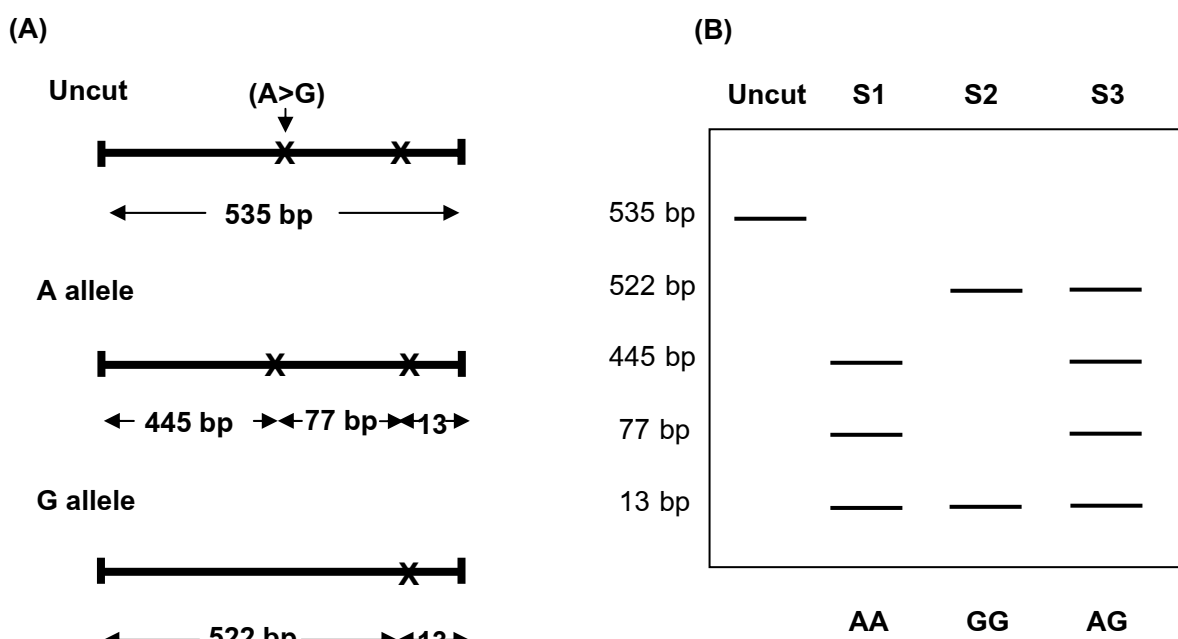 (A)
Uncut (A>G)
X X
535 bp
A allele
X X
445 bp 77 bp 13
G allele
X
522 bp 13
(B)
Uncut S1 S2 S3
535 bp
522 bp
445 bp
77 bp
13 bp
AA GG AG